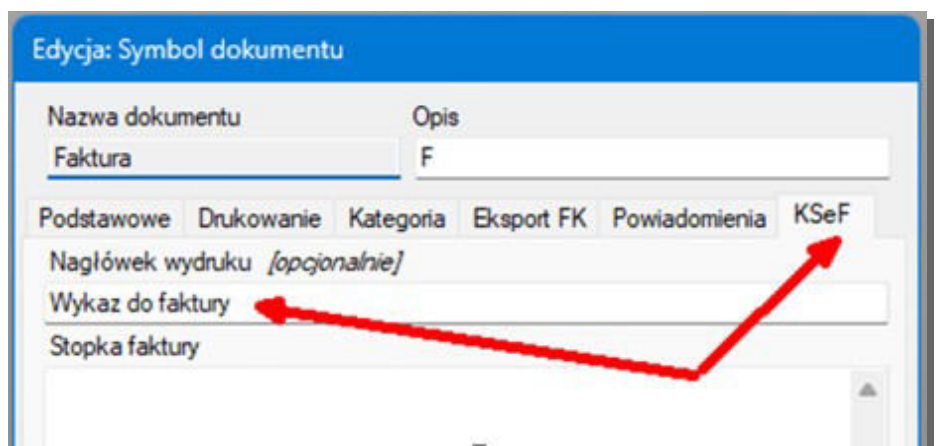 Edycja: Symbol dokumentu
Nazwa dokumentu Opis
Faktura F
Podstawowe Drukowanie Kategoria Eksport FK Powiadomienia KSeF
Nagłówek wydruku [opcjonalnie]
Wykaz do faktury
Stopka faktury